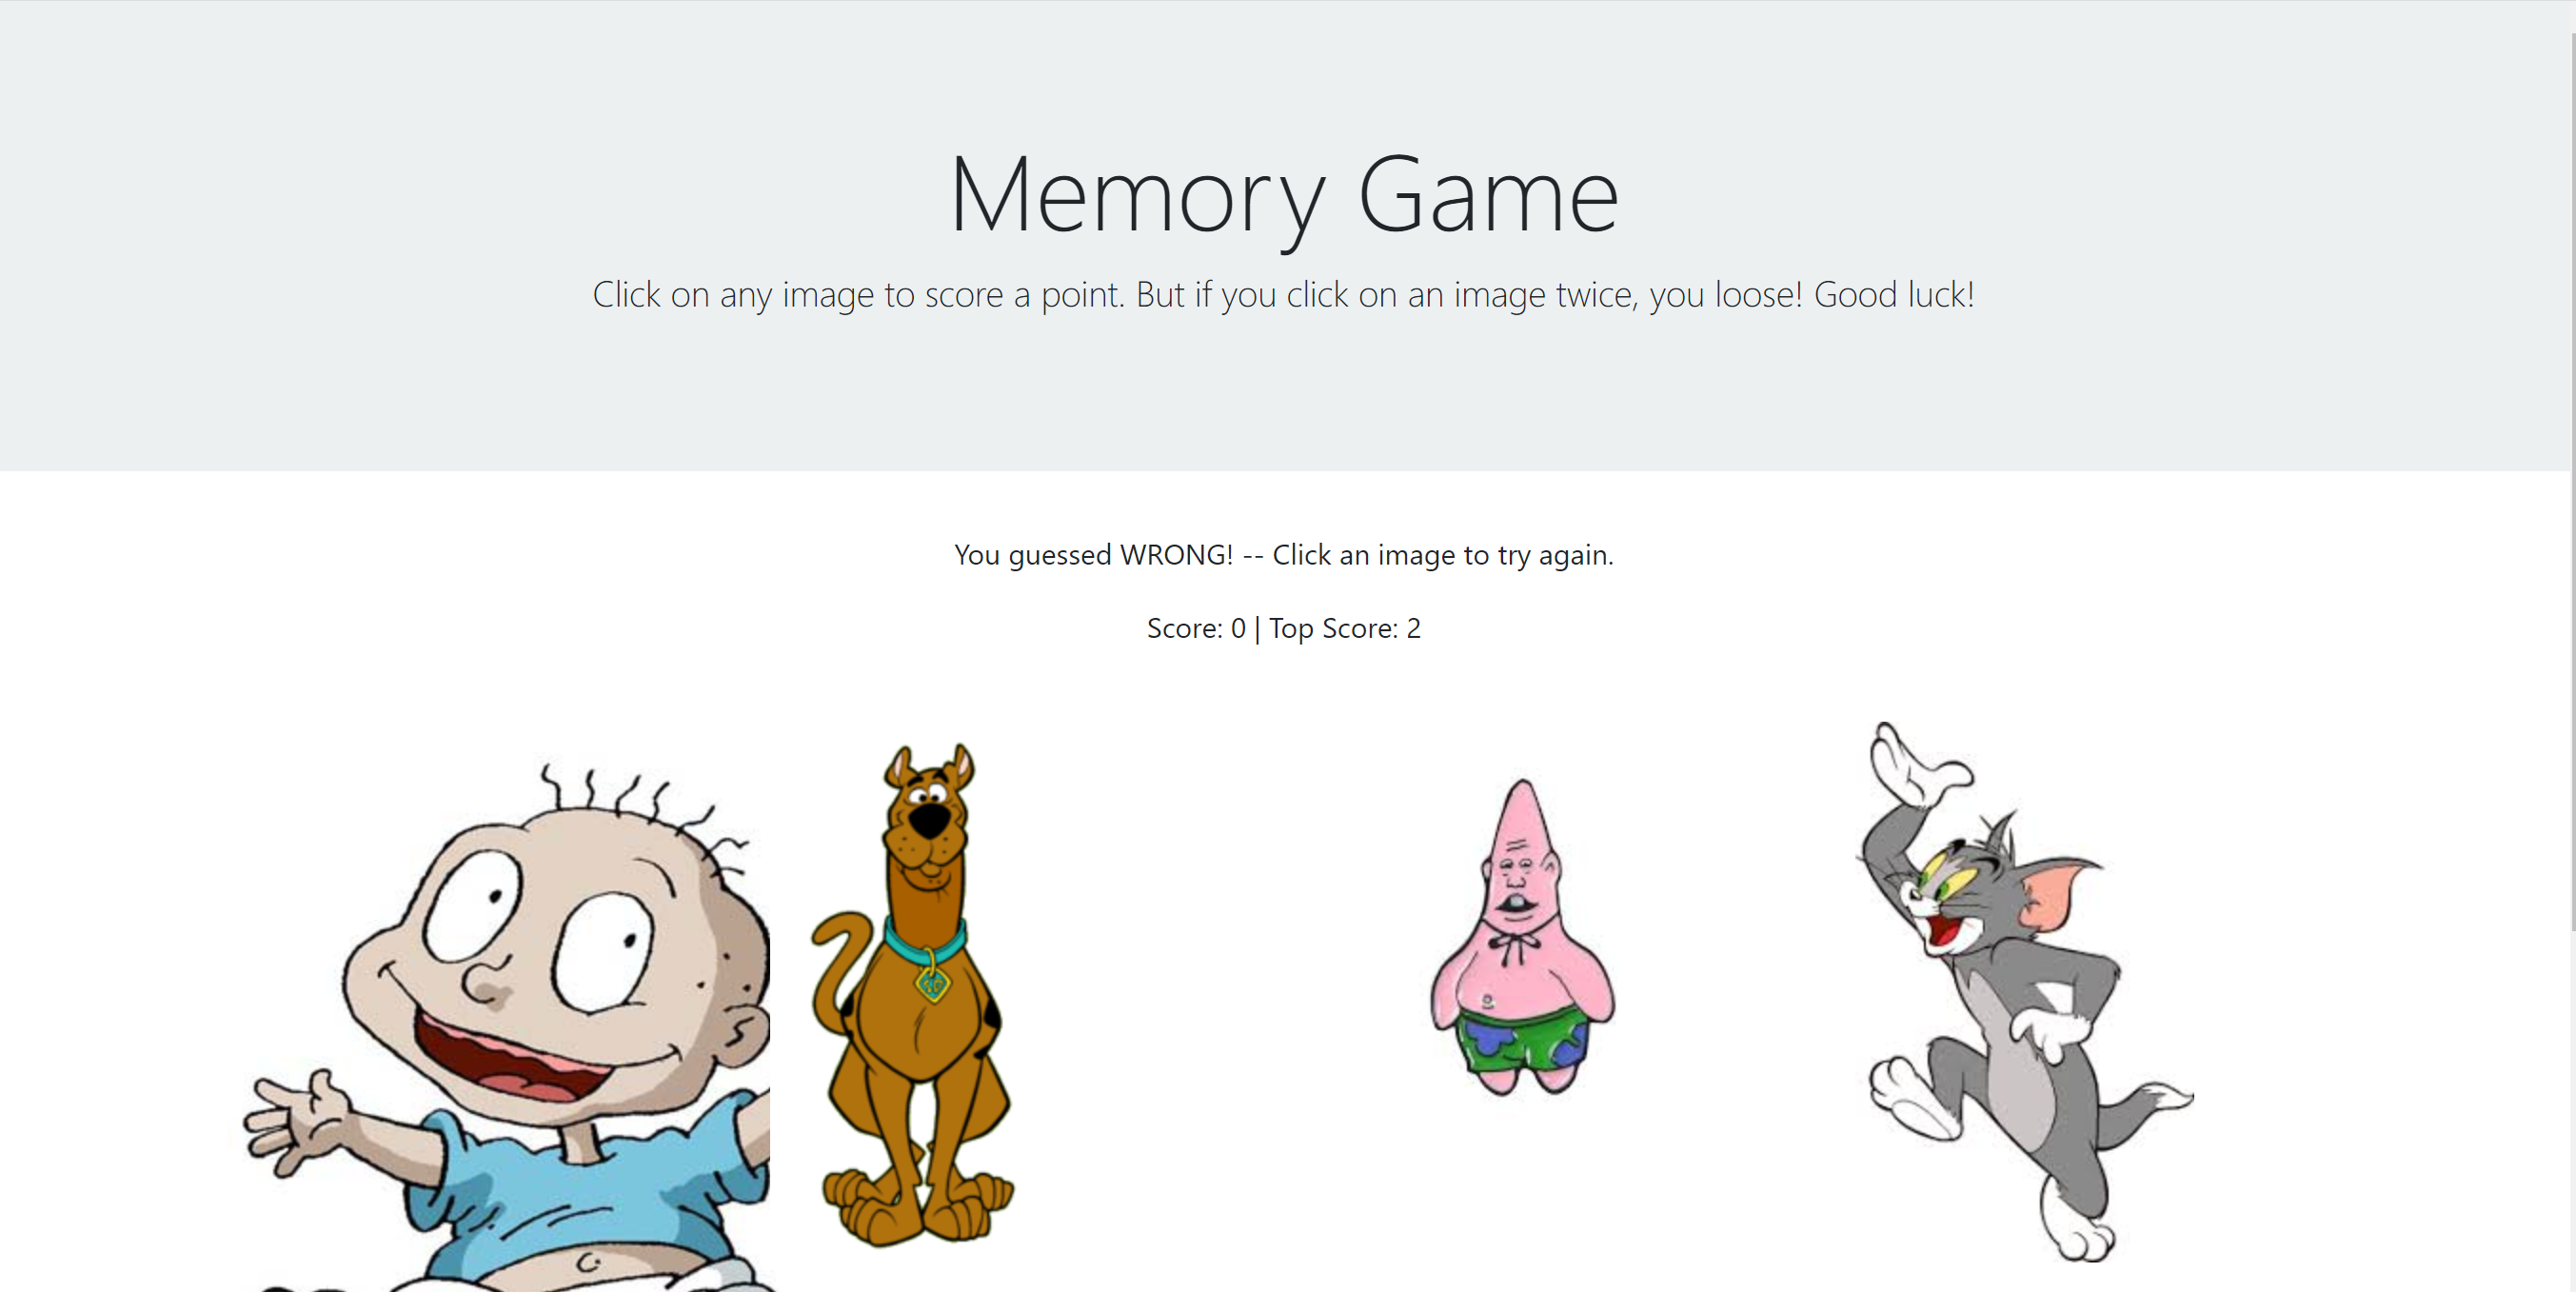 Memory Game
Click on any image to score a point. But if you click on an image twice, you loose! Good luck!
You guessed WRONG! -- Click an image to try again.
Score: 0 | Top Score: 2
SD